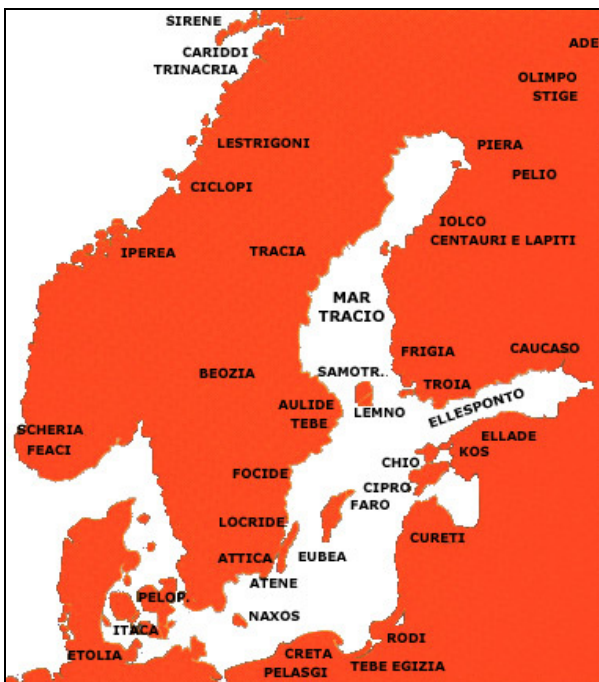 SIRENE
ADE
CARIDDI
TRINACRIA
OLIMPO
STIGE
LESTRIGONI
PIERA
PELIO
CICLOPI
IOLCO
CENTAURI E LAPITI
IPEREA
TRACIA
MAR
TRACIO
FRIGIA
CAUCASO
BEOZIA
SAMOTR..
TROIA
AULIDE
TEBE
LEMNO
ELLESPONTO
SCHERIA
FEACI
ELLADE
KOS
CHIO
FOCIDE
CIPRO
FARO
LOCRIDE
CURETI
ATTICA
EUBEA
ATENE
PELOP.
NAXOS
ITACA
RODI
ETOLIA
CRETA
PELASGI
TEBE EGIZIA